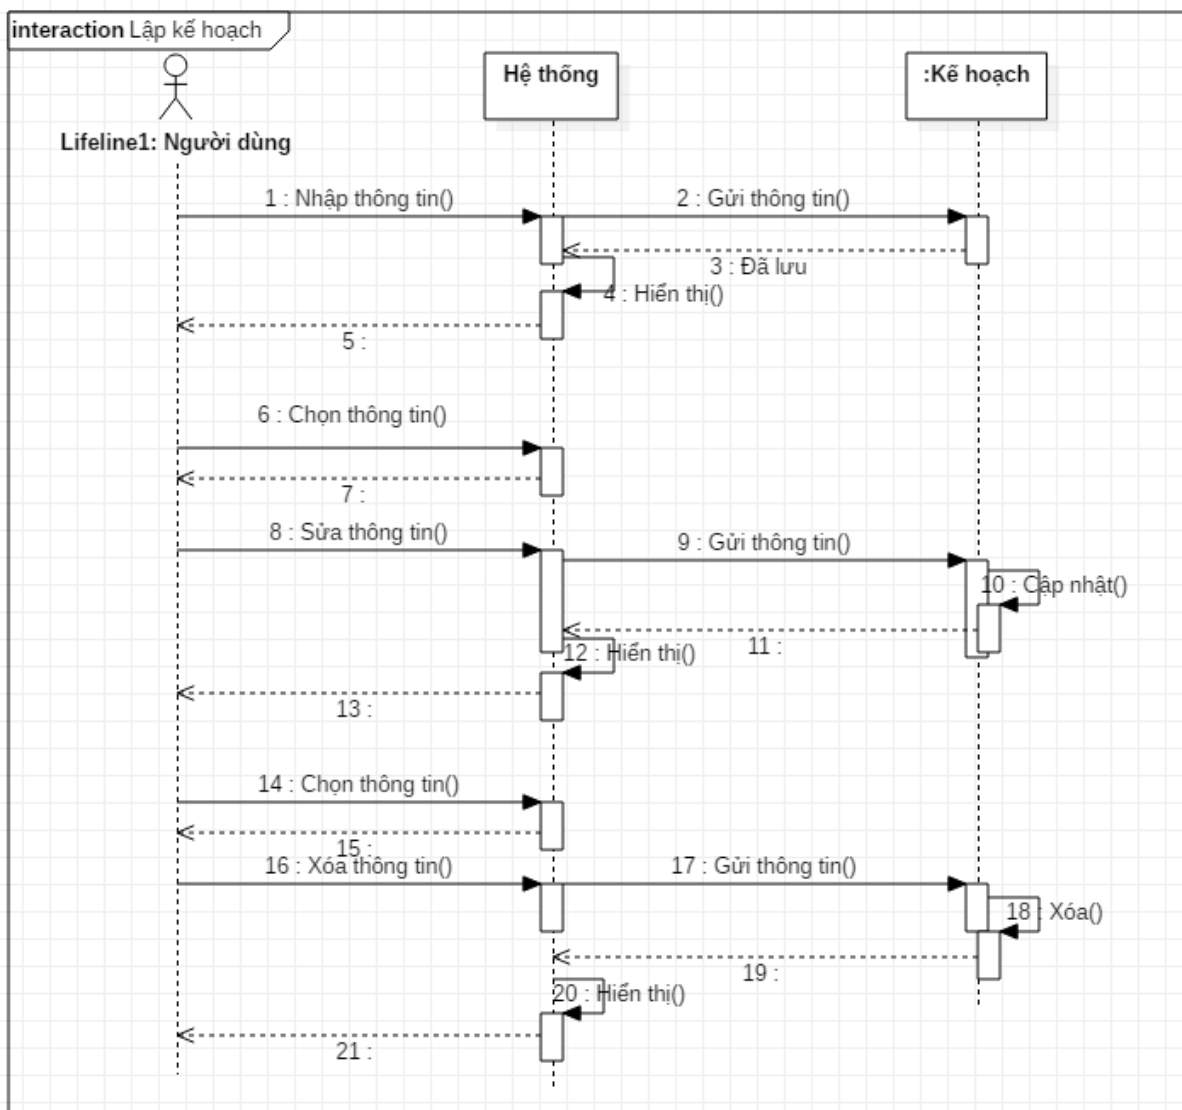 interaction Lập kế hoạch
Hệ thống
:Kế hoạch
Lifeline1: Người dùng
1 : Nhập thông tin()
2 : Gửi thông tin()
3 : Đã lưu
4 : Hiển thị()
5 :
6 : Chọn thông tin()
7 :
8 : Sửa thông tin()
9 : Gửi thông tin()
10 : Cập nhật()
11 :
12 : Hiển thị()
13 :
14 : Chọn thông tin()
15 :
16 : Xóa thông tin()
17 : Gửi thông tin()
18 : Xóa()
19 :
20 : Hiển thị()
21 :